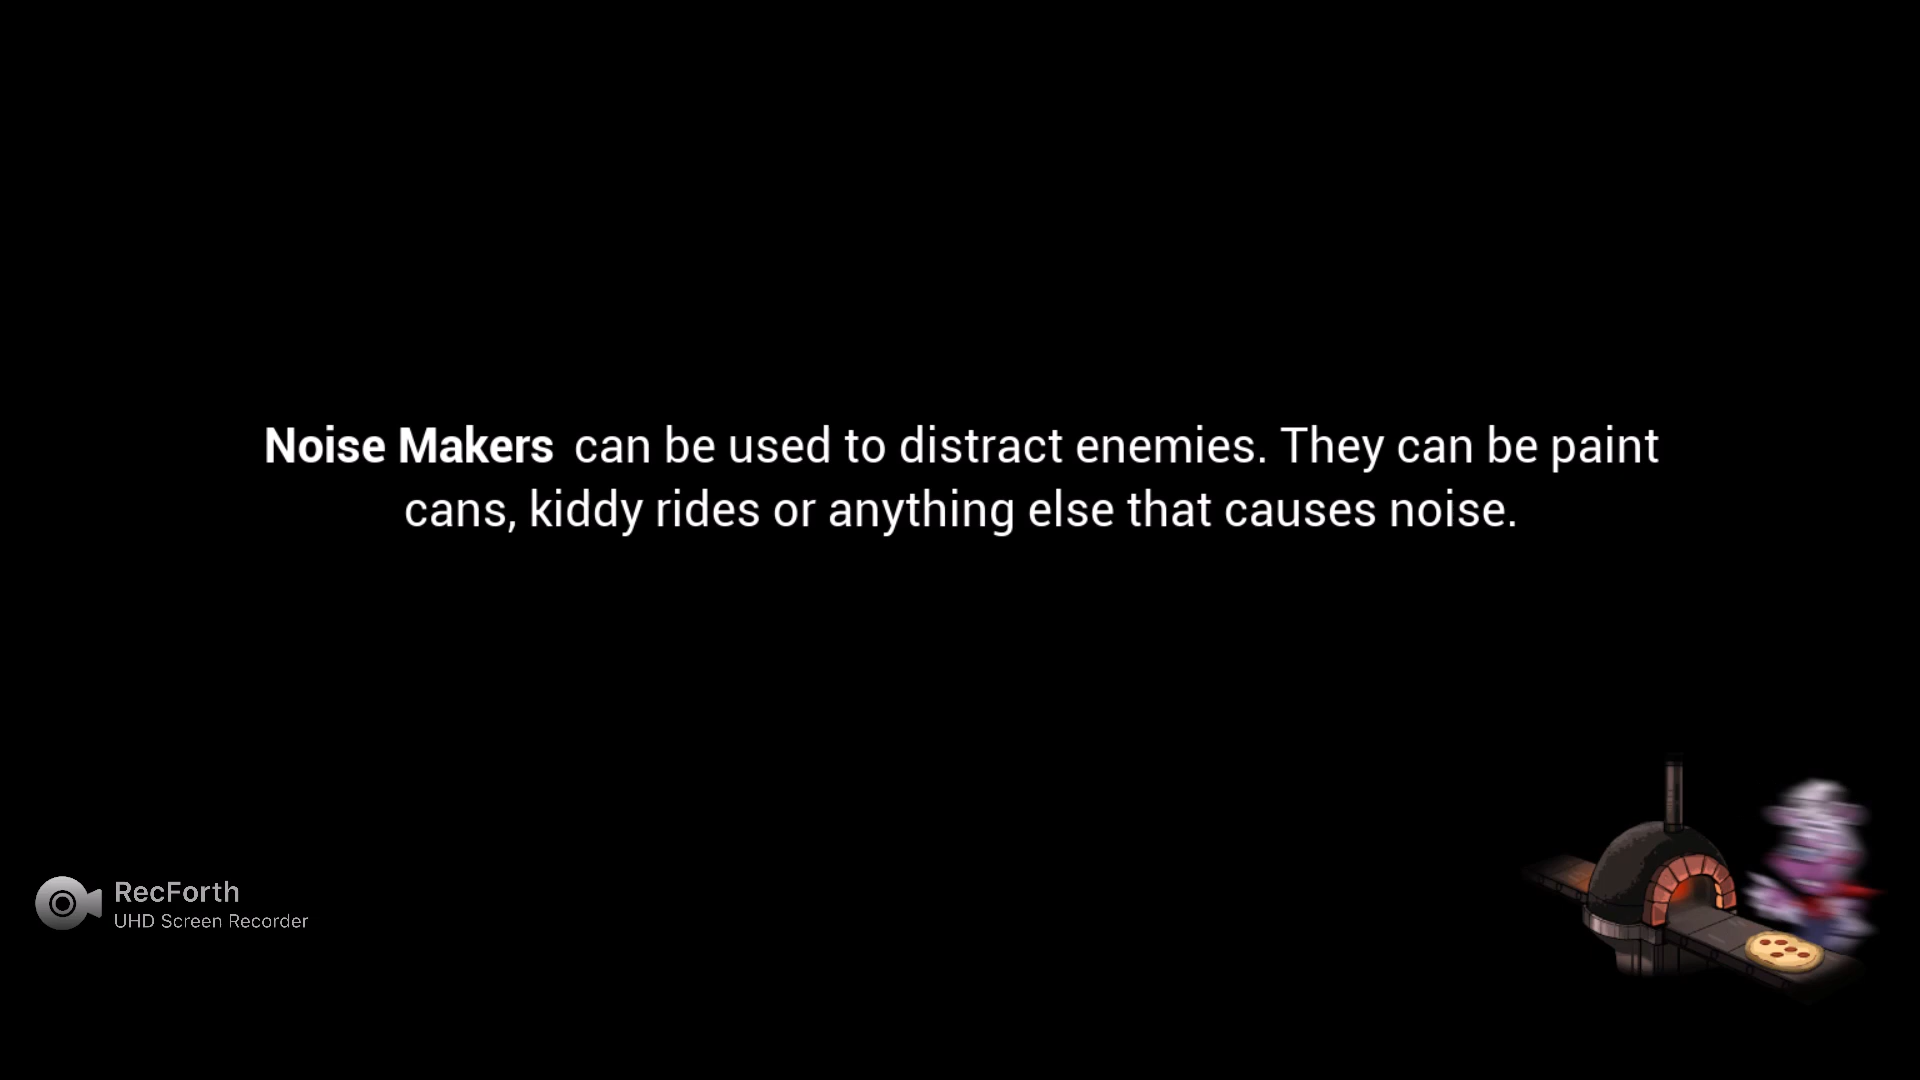 Noise Makers can be used to distract enemies. They can be paint
cans, kiddy rides or anything else that causes noise.
RecForth
UHD Screen Recorder